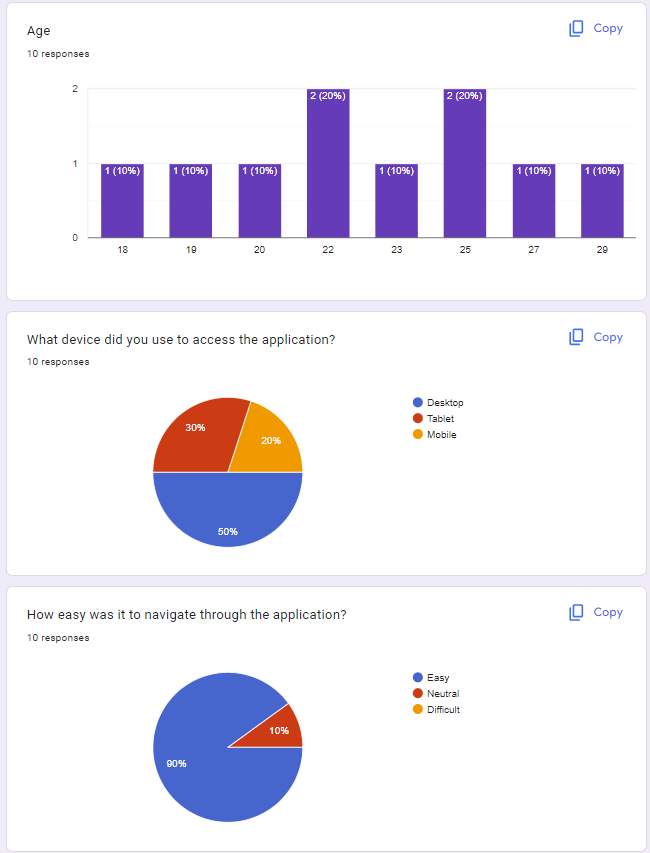 Age
Copy
10 responses
2
2 (20%)
2 (20%)
1
1 (10%)
1 (10%)
1 (10%)
1 (10%)
1 (10%)
1 (10%)
0
18
19
20
22
23
25
27
29
What device did you use to access the application?
Copy
10 responses
Desktop
Tablet
Mobile
30%
20%
50%
How easy was it to navigate through the application?
Copy
10 responses
Easy
Neutral
Difficult
10%
90%